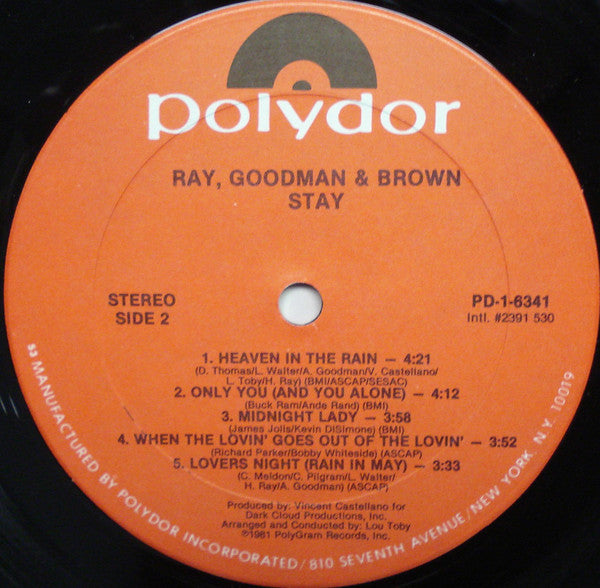 polydor
RAY, GOODMAN & BROWN
STAY
STEREO
SIDE 2
PD-1-6341
Intl. #2391 530
1. HEAVEN IN THE RAIN — 4:21
(D. Thomas/L. Walter/A. Goodman/V. Castellano/
L. Toby/H. Ray) (BMI/ASCAP/SESAC)
2. ONLY YOU (AND YOU ALONE) — 4:12
(Buck Ram/Ande Rand) (BMI)
3. MIDNIGHT LADY — 3:58
(James Jolis/Kevin DiSimone) (BMI)
4. WHEN THE LOVIN' GOES OUT OF THE LOVIN' — 3:52
(Richard Parker/Bobby Whiteside) (ASCAP)
5. LOVERS NIGHT (RAIN IN MAY) — 3:33
(C. Meldon/C. Pilgram/L. Walter/
H. Ray/A. Goodman) (ASCAP)
Produced by: Vincent Castellano for
Dark Cloud Productions, Inc.
Arranged and Conducted by: Lou Toby
℗1981 PolyGram Records, Inc.
53 MANUFACTURED BY POLYDOR INCORPORATED/810 SEVENTH AVENUE/NEW YORK. N.Y. 10019